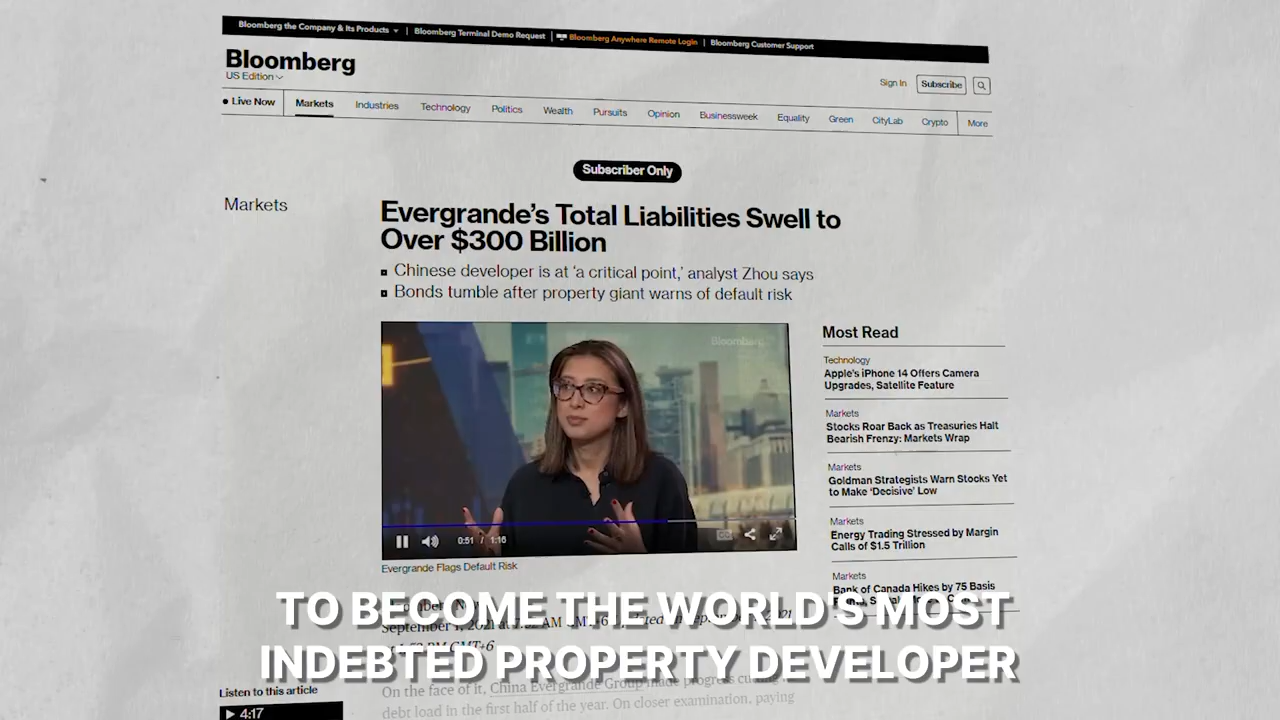 Bloomberg the Company & Its Products
Bloomberg Terminal Demo Request
Bloomberg Anywhere Remote Login
Bloomberg Customer Support
Bloomberg
US Edition
Sign In
Subscribe
Live Now
Markets
Industries
Technology
Politics
Wealth
Pursuits
Opinion
Businessweek
Equality
Green
CityLab
Crypto
More
Subscriber Only
Markets
Evergrande's Total Liabilities Swell to
Over $300 Billion
Chinese developer is at 'a critical point,' analyst Zhou says
Bonds tumble after property giant warns of default risk
Bloomberg
0:51 / 1:16
CC
Evergrande Flags Default Risk
Most Read
Technology
Apple's iPhone 14 Offers Camera
Upgrades, Satellite Feature
Markets
Stocks Roar Back as Treasuries Halt
Bearish Frenzy: Markets Wrap
Markets
Goldman Strategists Warn Stocks Yet
to Make 'Decisive' Low
Markets
Energy Trading Stressed by Margin
Calls of $1.5 Trillion
Markets
Bank of Canada Hikes by 75 Basis
TO BECOME THE WORLD'S MOST
INDEBTED PROPERTY DEVELOPER
September 1, 2021 at
On the face of it, China Evergrande Group made progress
debt load in the first half of the year. On closer examination, paying
Listen to this article
4:17